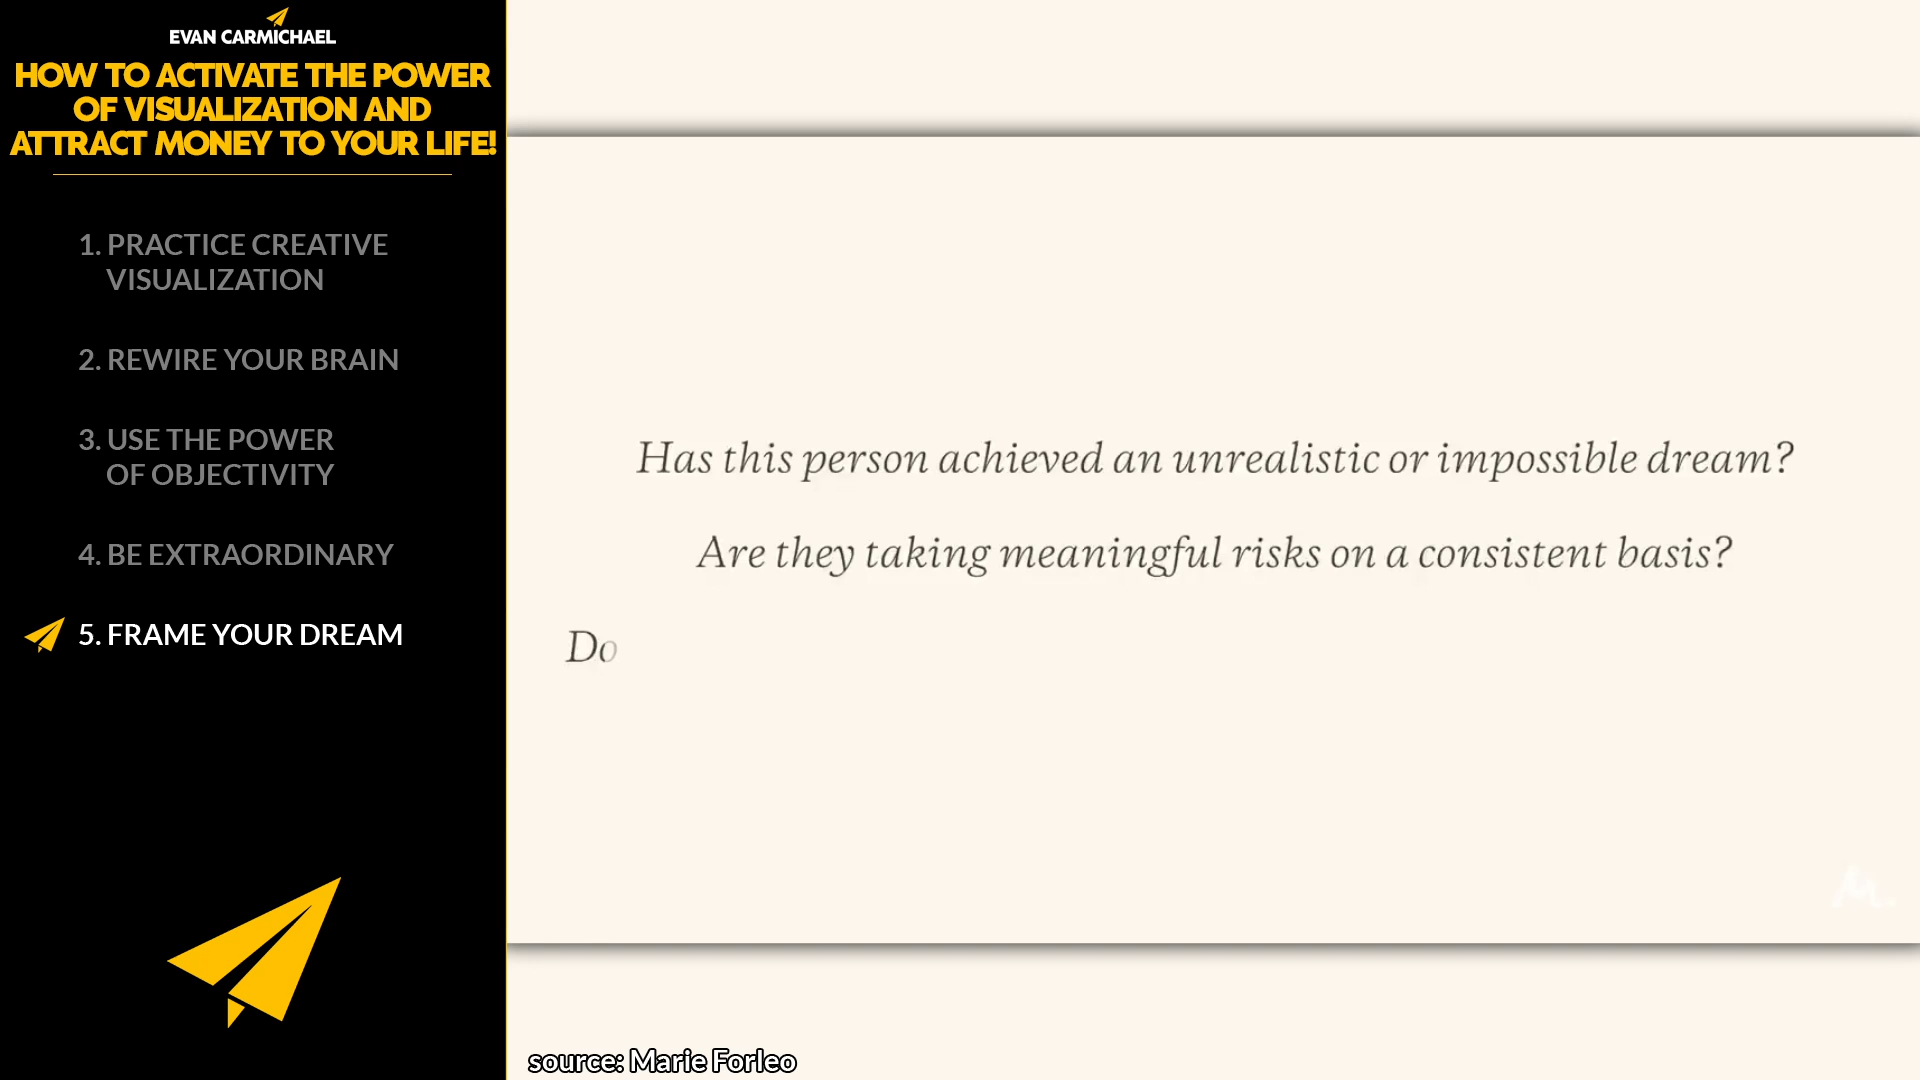 EVAN CARMICHAEL
HOW TO ACTIVATE THE POWER
OF VISUALIZATION AND
ATTRACT MONEY TO YOUR LIFE!
1. PRACTICE CREATIVE
VISUALIZATION
2. REWIRE YOUR BRAIN
3. USE THE POWER
OF OBJECTIVITY
4. BE EXTRAORDINARY
5. FRAME YOUR DREAM
Has this person achieved an unrealistic or impossible dream?
Are they taking meaningful risks on a consistent basis?
Do
M.
source: Marie Forleo